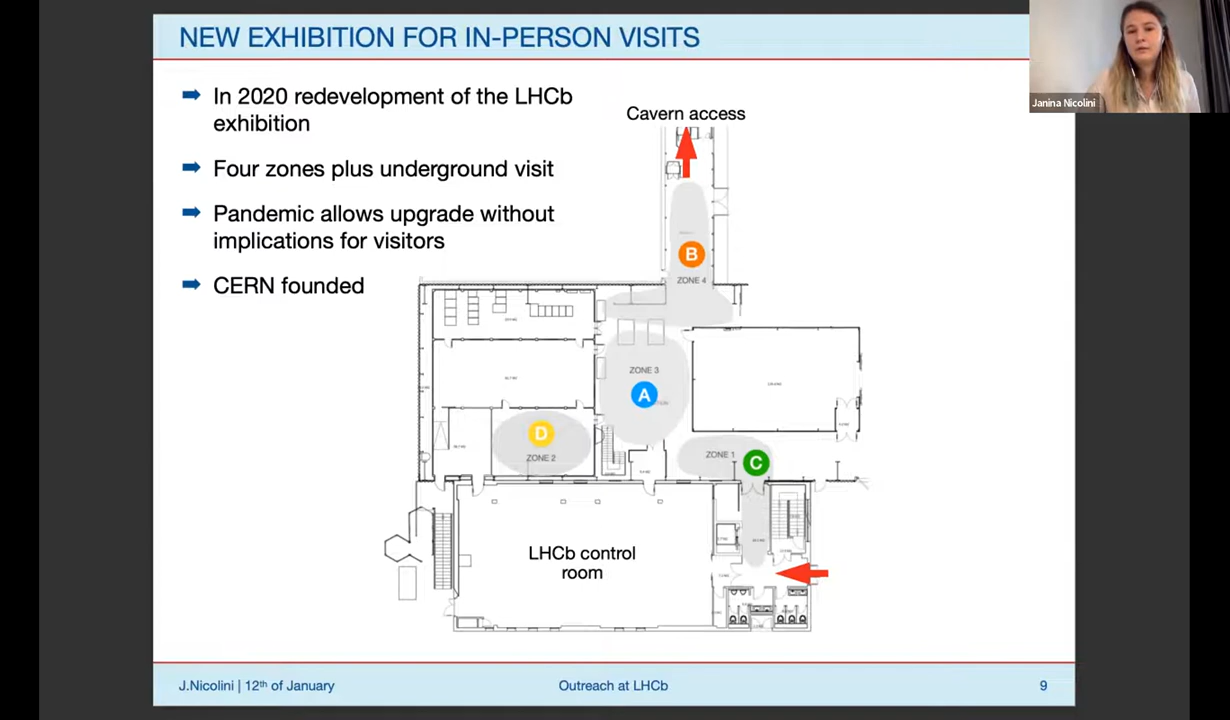 NEW EXHIBITION FOR IN-PERSON VISITS
Janina Nicolini
➡ In 2020 redevelopment of the LHCb
exhibition
➡ Four zones plus underground visit
➡ Pandemic allows upgrade without
implications for visitors
➡ CERN founded
Cavern access
B
ZONE 4
ZONE 3
A
D
ZONE 2
ZONE 1
C
LHCb control
room
J.Nicolini | 12th of January
Outreach at LHCb
9